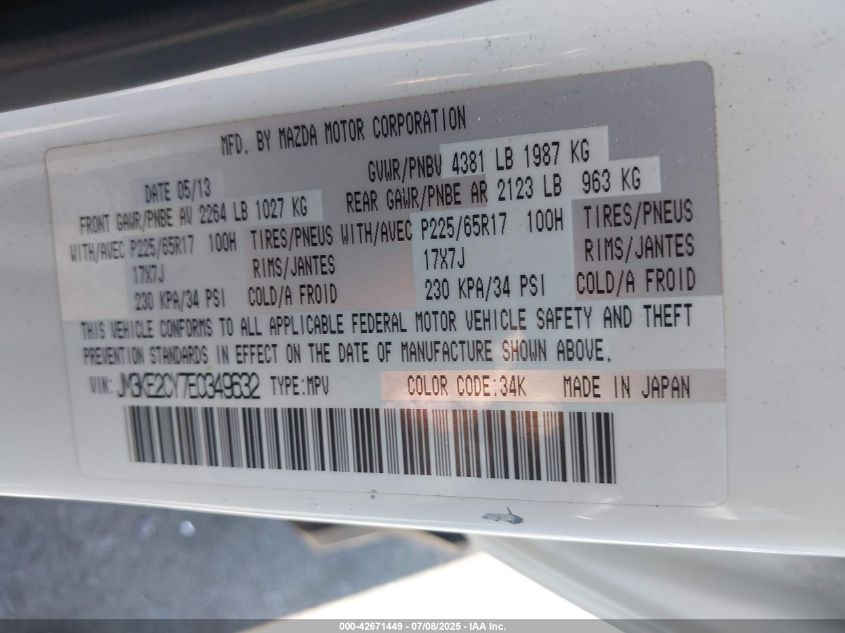 MFD. BY MAZDA MOTOR CORPORATION
DATE 05/13 GVWR/PNBV 4381 LB 1987 KG
FRONT GAWR/PNBE AV 2264 LB 1027 KG REAR GAWR/PNBE AR 2123 LB 963 KG
WITH/AVEC P225/65R17 100H TIRES/PNEUS WITH/AVEC P225/65R17 100H TIRES/PNEUS
17X7J RIMS/JANTES 17X7J RIMS/JANTES
230 KPA/34 PSI COLD/A FROID 230 KPA/34 PSI COLD/A FROID
THIS VEHICLE CONFORMS TO ALL APPLICABLE FEDERAL MOTOR VEHICLE SAFETY AND THEFT
PREVENTION STANDARDS IN EFFECT ON THE DATE OF MANUFACTURE SHOWN ABOVE.
VIN: JM3KE2CY7E0349632 TYPE:MPV COLOR CODE:34K MADE IN JAPAN
000-42671449 - 07/08/2025 - IAA Inc.